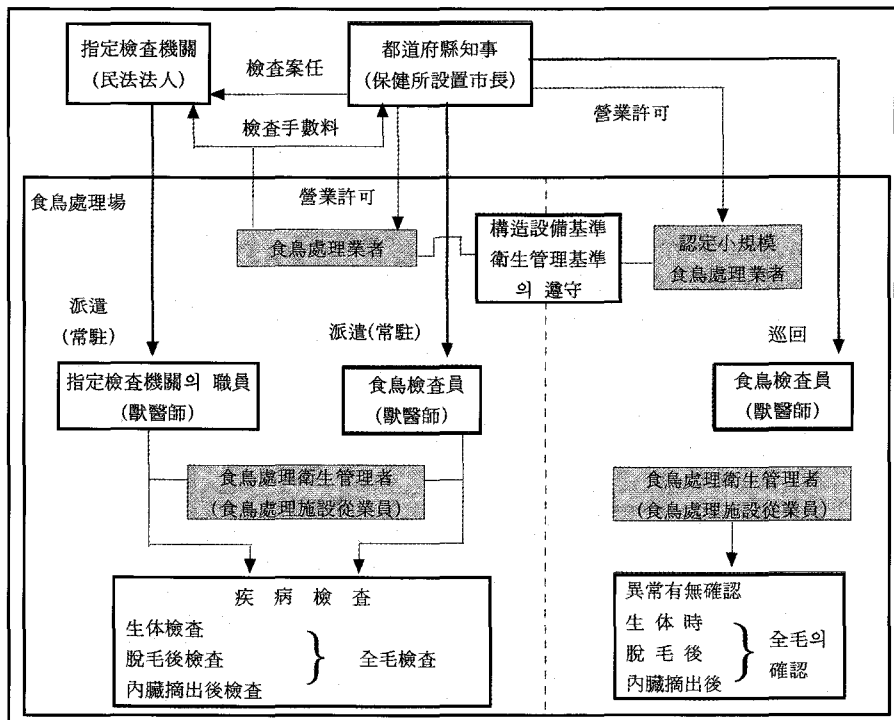 指定檢査機關
(民法法人)
檢査案任
都道府縣知事
(保健所設置市長)
檢査手數料
營業許可
食鳥處理場
營業許可
食鳥處理業者
構造設備基準
衛生管理基準
의 遵守
認定小規模
食鳥處理業者
派遣
(常駐)
派遣(常駐)
巡回
指定檢査機關의 職員
(獸醫師)
食鳥檢査員
(獸醫師)
食鳥檢査員
(獸醫師)
食鳥處理衛生管理者
(食鳥處理施設從業員)
食鳥處理衛生管理者
(食鳥處理施設從業員)
疾 病 檢 査
生体檢査
脫毛後檢査
內臟摘出後檢査
全毛檢査
異常有無確認
生 体 時
脫 毛 後
內臟摘出後
全毛의
確認